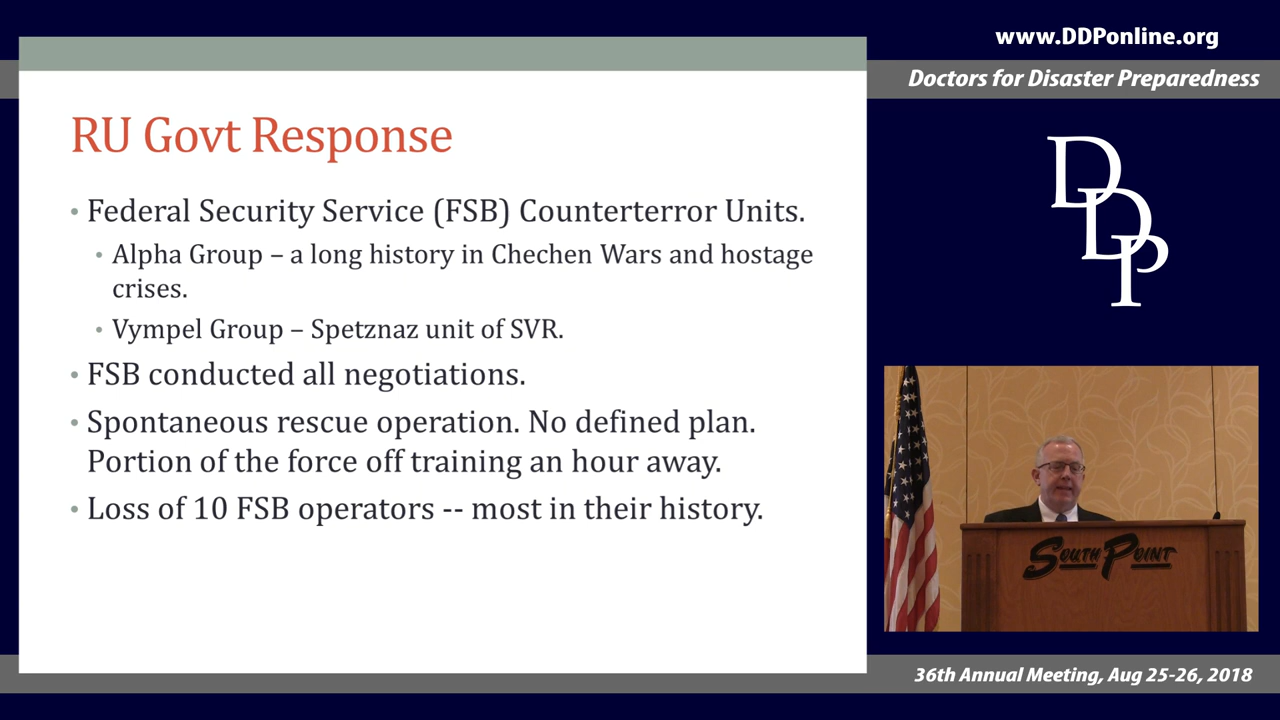 www.DDPonline.org
Doctors for Disaster Preparedness
RU Govt Response
• Federal Security Service (FSB) Counterterror Units.
• Alpha Group – a long history in Chechen Wars and hostage
crises.
• Vympel Group – Spetznaz unit of SVR.
• FSB conducted all negotiations.
• Spontaneous rescue operation. No defined plan.
Portion of the force off training an hour away.
• Loss of 10 FSB operators -- most in their history.
DDP
South Point
36th Annual Meeting, Aug 25-26, 2018